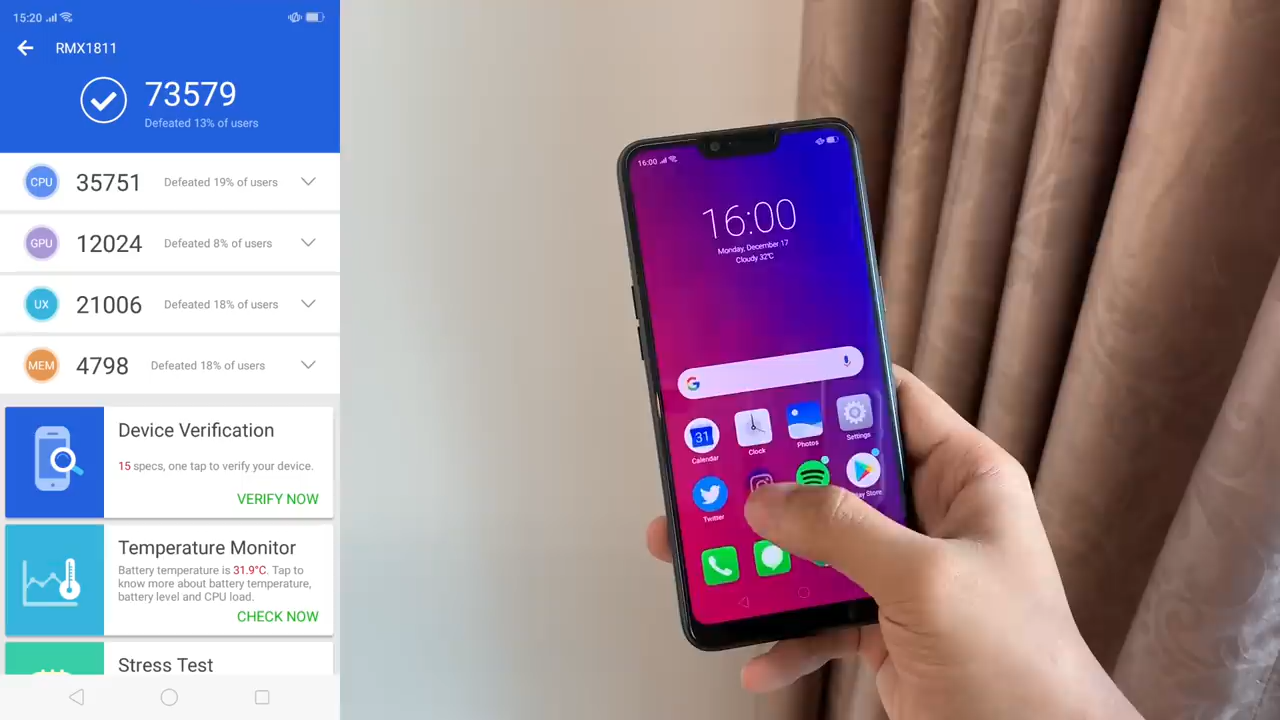 15:20
RMX1811
73579
Defeated 13% of users
CPU 35751 Defeated 19% of users
GPU 12024 Defeated 8% of users
UX 21006 Defeated 18% of users
MEM 4798 Defeated 18% of users
Device Verification
15 specs, one tap to verify your device.
VERIFY NOW
Temperature Monitor
Battery temperature is 31.9°C. Tap to
know more about battery temperature,
battery level and CPU load.
CHECK NOW
Stress Test
16:00
16:00
Monday, December 17
Cloudy 32°C
G
31
Calendar Clock Photos Settings
Twitter Store